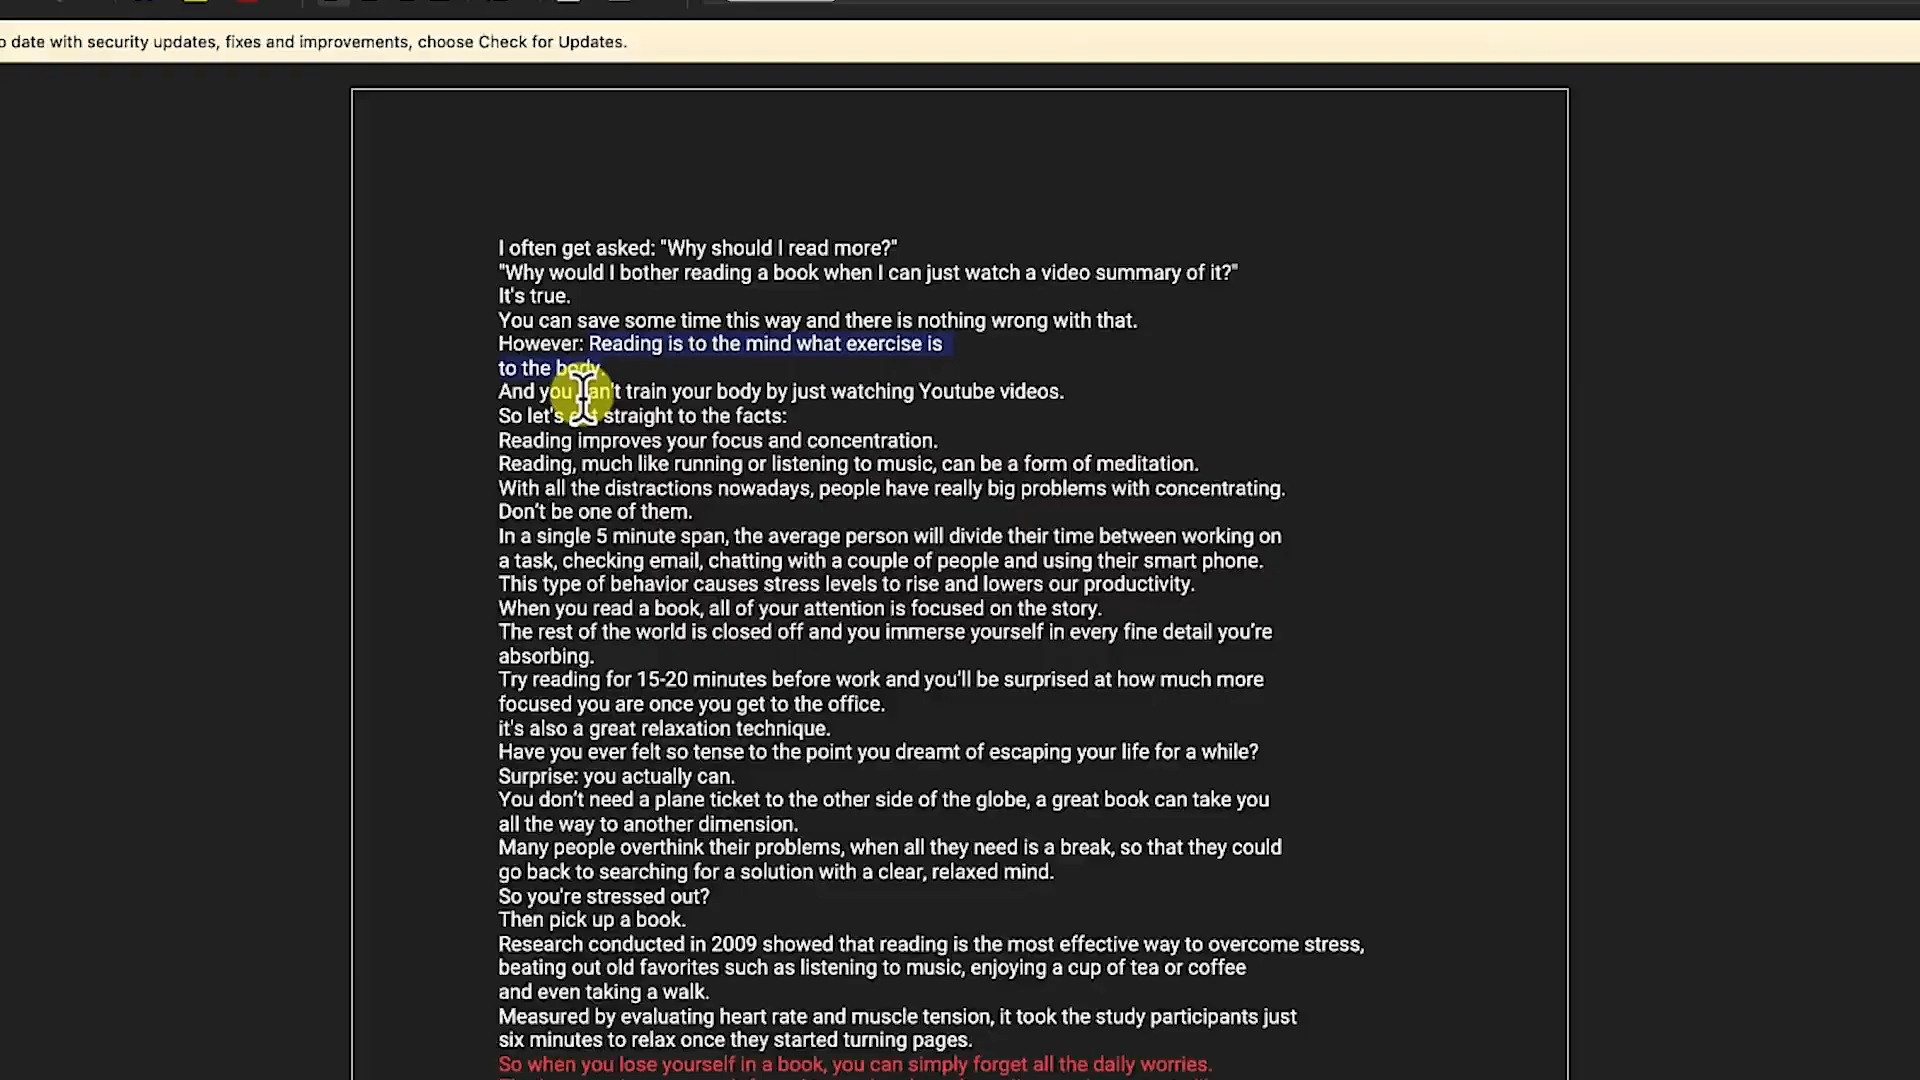 o date with security updates, fixes and improvements, choose Check for Updates.
I often get asked: "Why should I read more?"
"Why would I bother reading a book when I can just watch a video summary of it?"
It's true.
You can save some time this way and there is nothing wrong with that.
However: Reading is to the mind what exercise is
to the body.
And you can't train your body by just watching Youtube videos.
So let's get straight to the facts:
Reading improves your focus and concentration.
Reading, much like running or listening to music, can be a form of meditation.
With all the distractions nowadays, people have really big problems with concentrating.
Don’t be one of them.
In a single 5 minute span, the average person will divide their time between working on
a task, checking email, chatting with a couple of people and using their smart phone.
This type of behavior causes stress levels to rise and lowers our productivity.
When you read a book, all of your attention is focused on the story.
The rest of the world is closed off and you immerse yourself in every fine detail you’re
absorbing.
Try reading for 15-20 minutes before work and you'll be surprised at how much more
focused you are once you get to the office.
it's also a great relaxation technique.
Have you ever felt so tense to the point you dreamt of escaping your life for a while?
Surprise: you actually can.
You don’t need a plane ticket to the other side of the globe, a great book can take you
all the way to another dimension.
Many people overthink their problems, when all they need is a break, so that they could
go back to searching for a solution with a clear, relaxed mind.
So you're stressed out?
Then pick up a book.
Research conducted in 2009 showed that reading is the most effective way to overcome stress,
beating out old favorites such as listening to music, enjoying a cup of tea or coffee
and even taking a walk.
Measured by evaluating heart rate and muscle tension, it took the study participants just
six minutes to relax once they started turning pages.
So when you lose yourself in a book, you can simply forget all the daily worries.